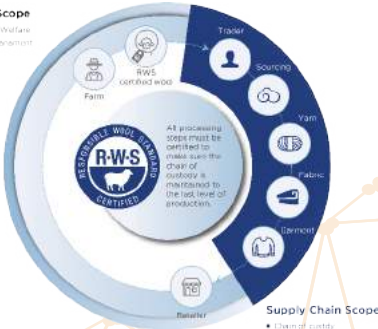 Scope
Welfare
Trader
RWS
certified wool
Farm
Sourcing
Yarn
Fabric
Garment
Retailer
RESPONSIBLE WOOL STANDARD
R·W·S
CERTIFIED
All processing
steps must be
certified to
make sure the
chain of
custody is
maintained to
the last level of
production.
Supply Chain Scope
• Chain of custdy